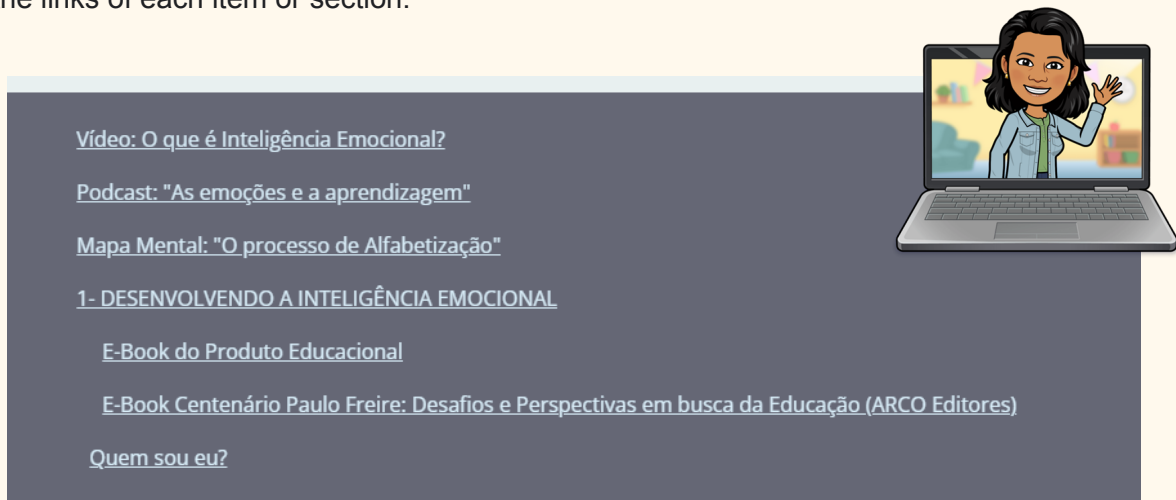 links of each item or section.
Vídeo: O que é Inteligência Emocional?
Podcast: "As emoções e a aprendizagem"
Mapa Mental: "O processo de Alfabetização"
1- DESENVOLVENDO A INTELIGÊNCIA EMOCIONAL
E-Book do Produto Educacional
E-Book Centenário Paulo Freire: Desafios e Perspectivas em busca da Educação (ARCO Editores)
Quem sou eu?